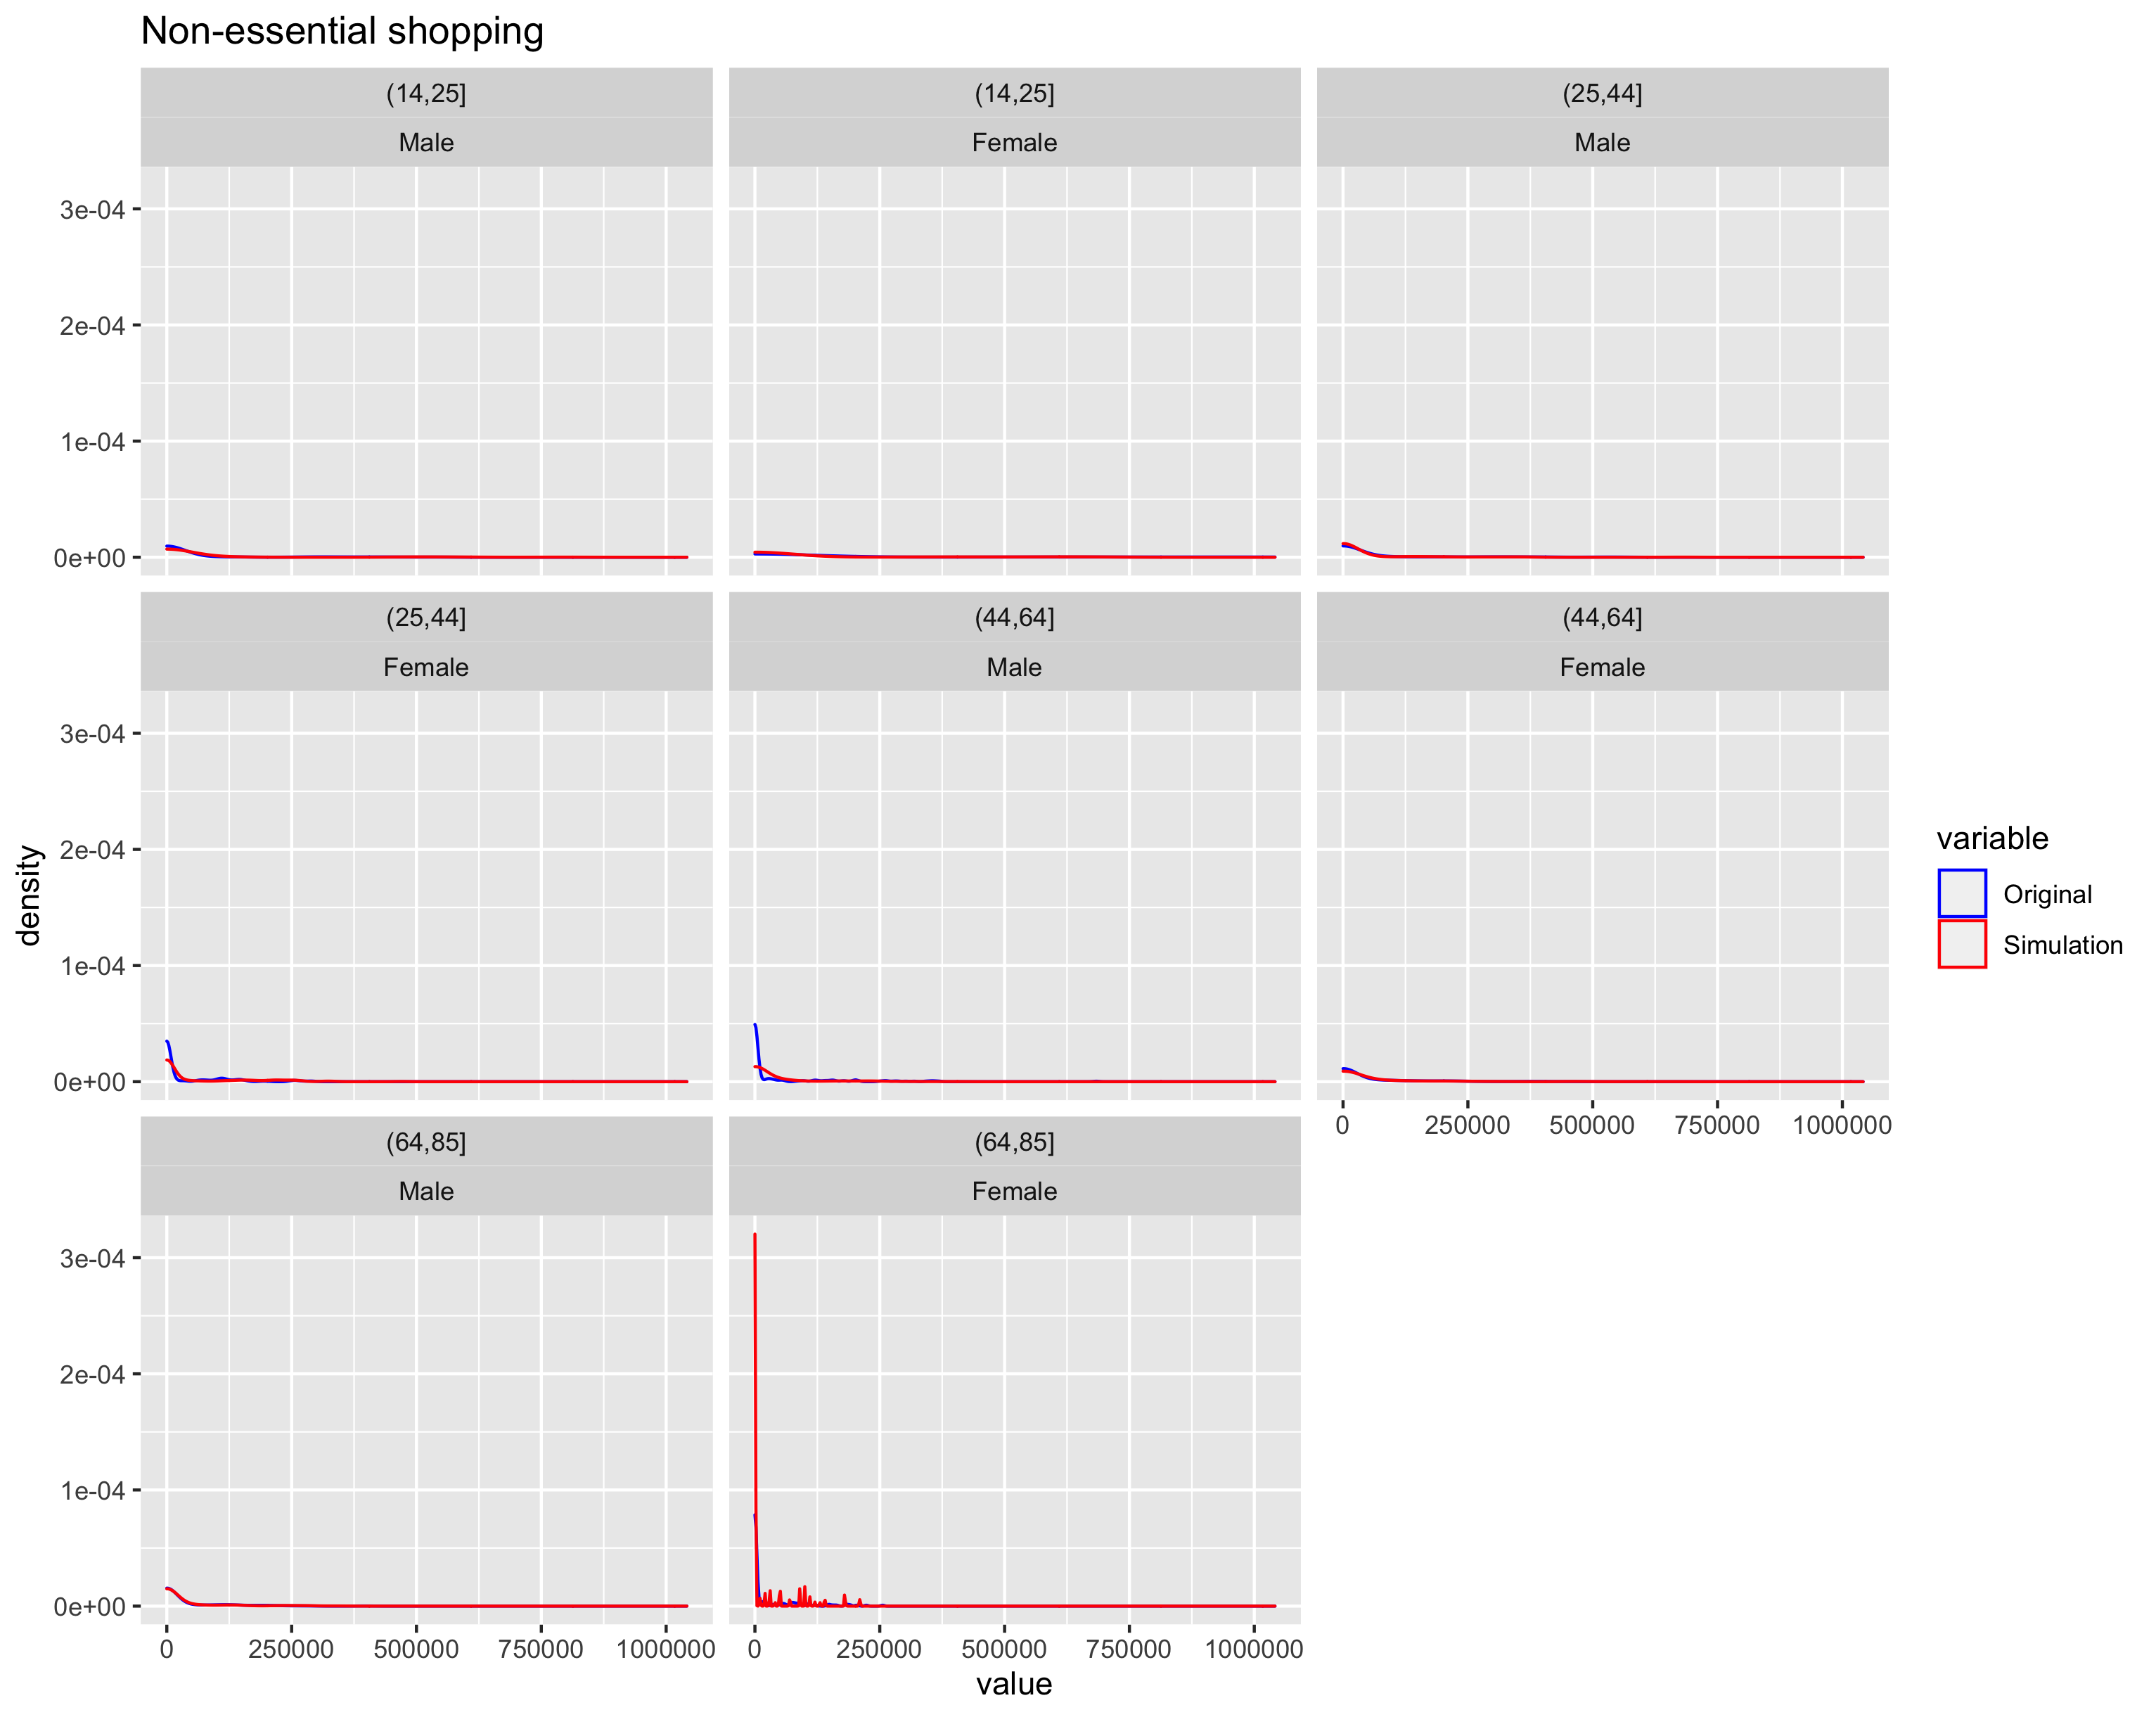 Non-essential shopping
(14,25]
Male
(14,25]
Female
(25,44]
Male
3e-04
2e-04
1e-04
0e+00
(25,44]
Female
(44,64]
Male
(44,64]
Female
3e-04
2e-04
1e-04
0e+00
0 250000 500000 750000 1000000
(64,85]
Male
(64,85]
Female
3e-04
2e-04
1e-04
0e+00
0 250000 500000 750000 1000000
0 250000 500000 750000 1000000
value
density
variable
Original
Simulation